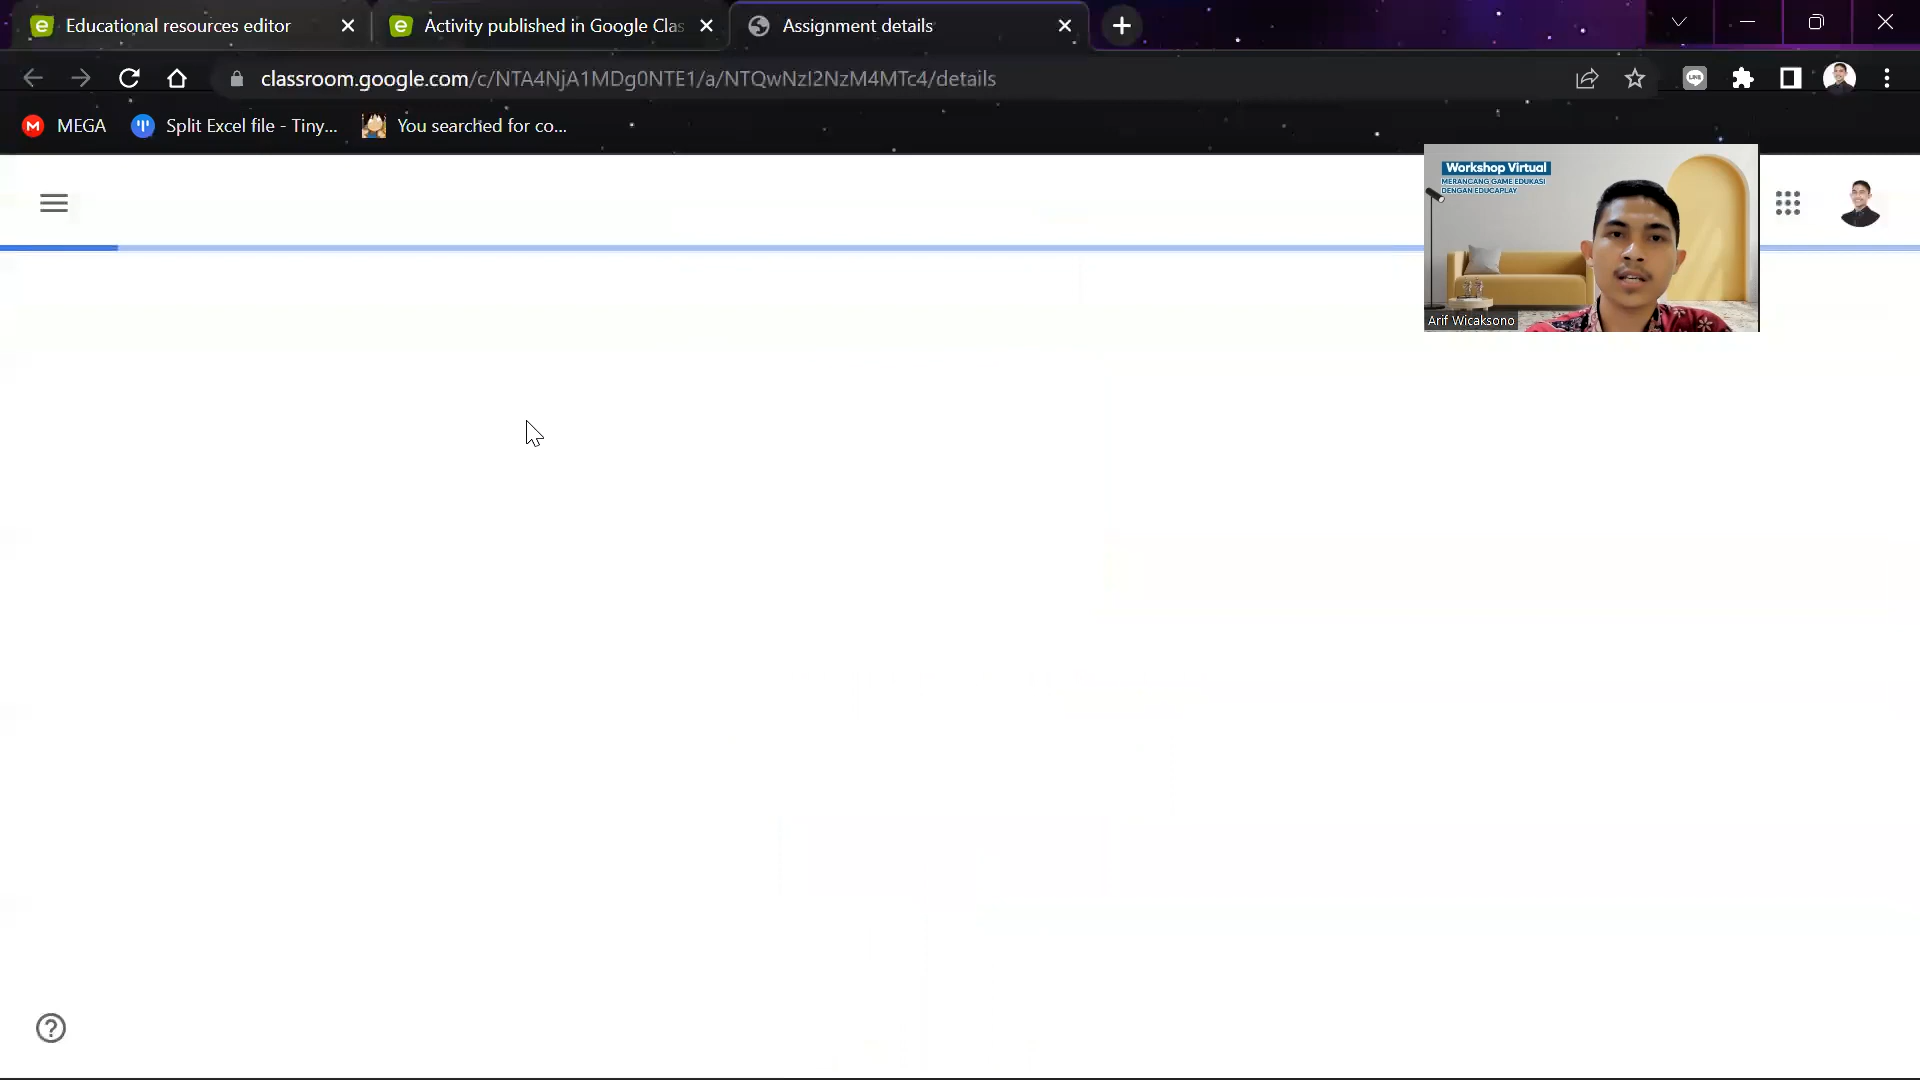 Educational resources editor
Activity published in Google Clas
Assignment details
classroom.google.com/c/NTA4NjA1MDg0NTE1/a/NTQwNzI2NzM4MTc4/details
MEGA
Split Excel file - Tiny...
You searched for co...
Workshop Virtual
MERANCANG GAME EDUKASI
DENGAN EDUCAPLAY
Arif Wicaksono